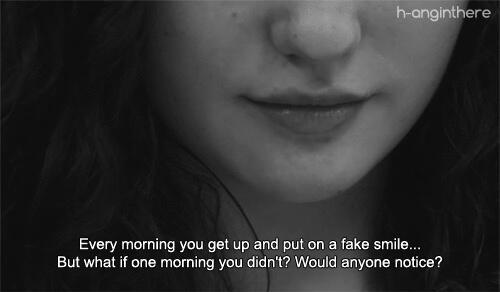 h-anginthere
Every morning you get up and put on a fake smile...
But what if one morning you didn't? Would anyone notice?